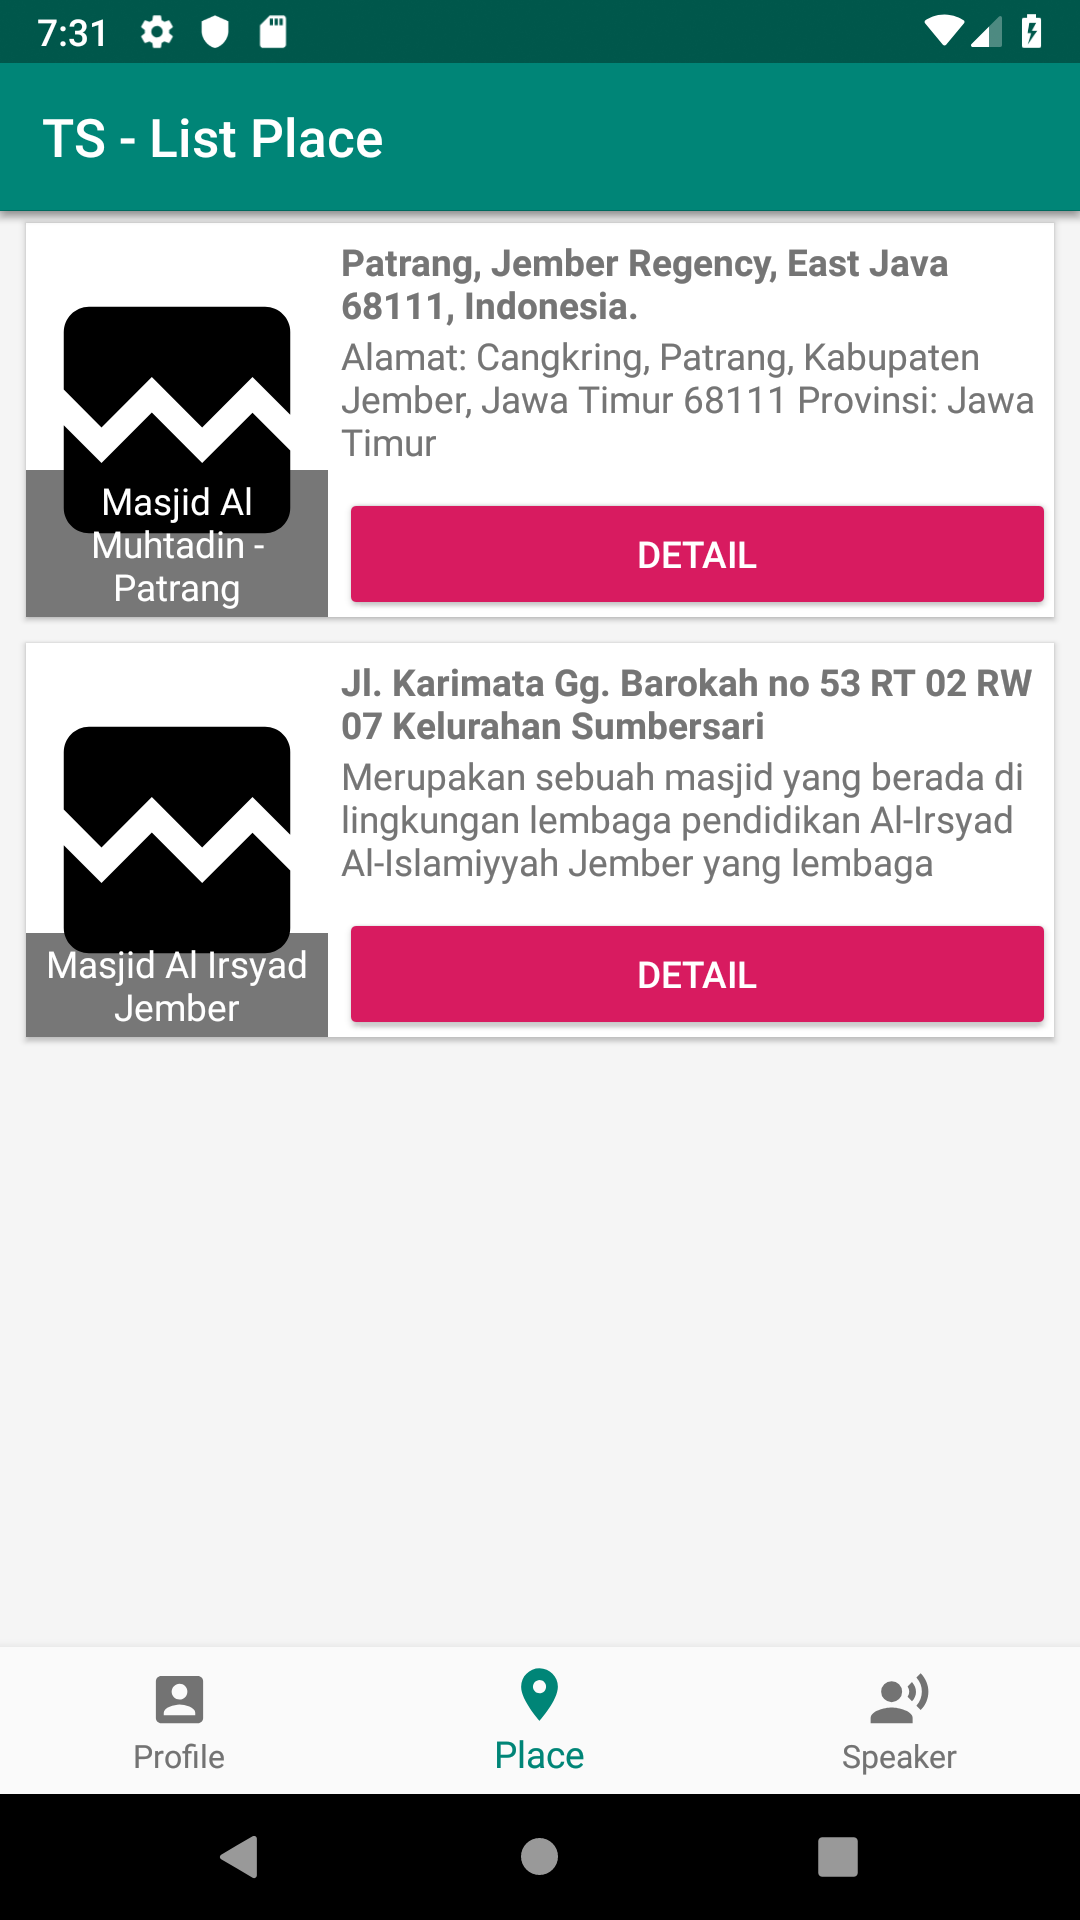 7:31
TS - List Place
Patrang, Jember Regency, East Java
68111, Indonesia.
Alamat: Cangkring, Patrang, Kabupaten
Jember, Jawa Timur 68111 Provinsi: Jawa
Timur
Masjid Al
Muhtadin -
Patrang
DETAIL
Jl. Karimata Gg. Barokah no 53 RT 02 RW
07 Kelurahan Sumbersari
Merupakan sebuah masjid yang berada di
lingkungan lembaga pendidikan Al-Irsyad
Al-Islamiyyah Jember yang lembaga
Masjid Al Irsyad
Jember
DETAIL
Profile
Place
Speaker